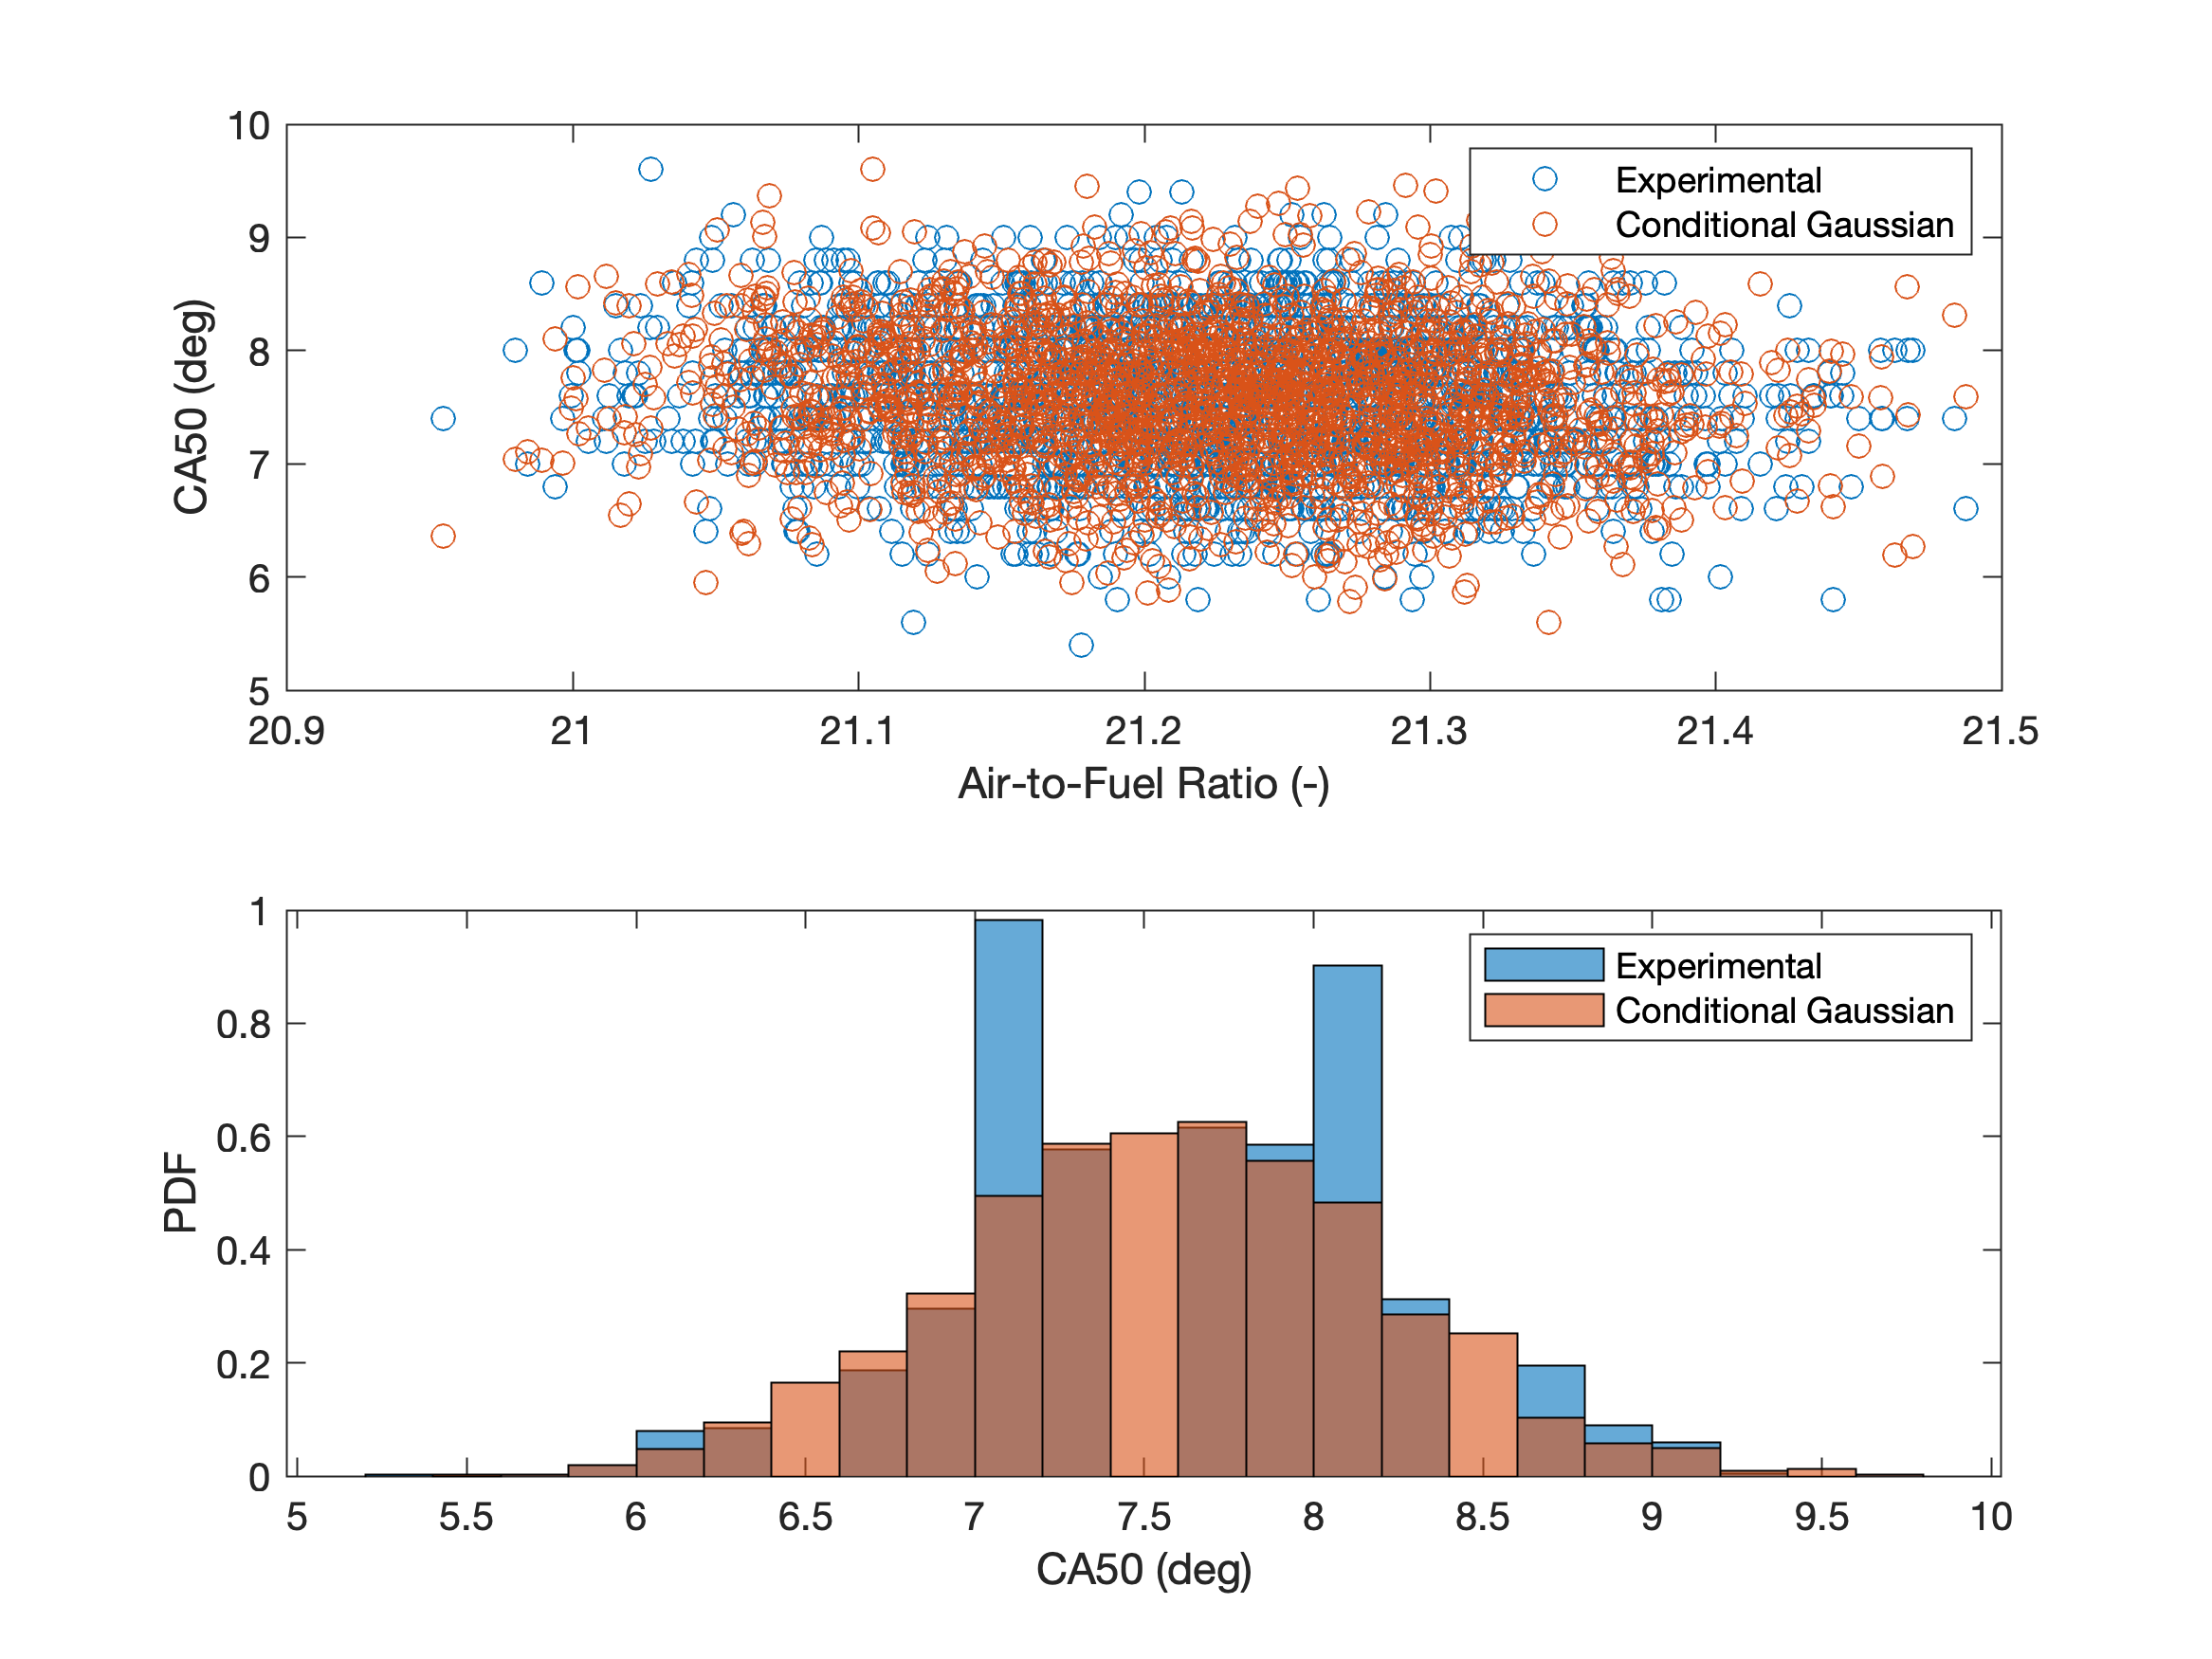 10
9
8
7
6
5
CA50 (deg)
20.9 21 21.1 21.2 21.3 21.4 21.5
Air-to-Fuel Ratio (-)
Experimental
Conditional Gaussian
1
0.8
0.6
0.4
0.2
0
PDF
5 5.5 6 6.5 7 7.5 8 8.5 9 9.5 10
CA50 (deg)
Experimental
Conditional Gaussian